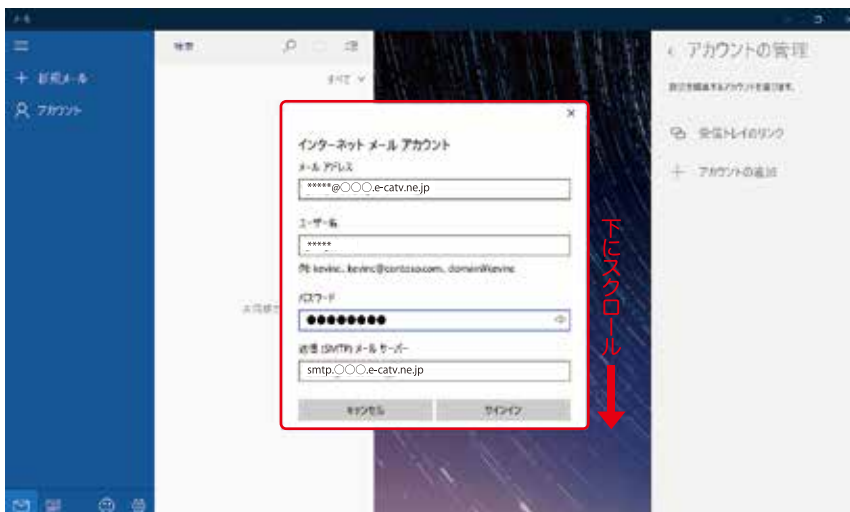 メール
検索
すべて
+ 新規メール
アカウント
アカウントの管理
受信トレイのリンク
+ アカウントの追加
インターネット メール アカウント
メール アドレス
*****@○○○.e-catv.ne.jp
ユーザー名
*****
例: kevinc、kevinc@contoso.com、domain\kevinc
パスワード
●●●●●●●●
送信 (SMTP) メール サーバー
smtp.○○○.e-catv.ne.jp
キャンセル
サインイン
下にスクロール